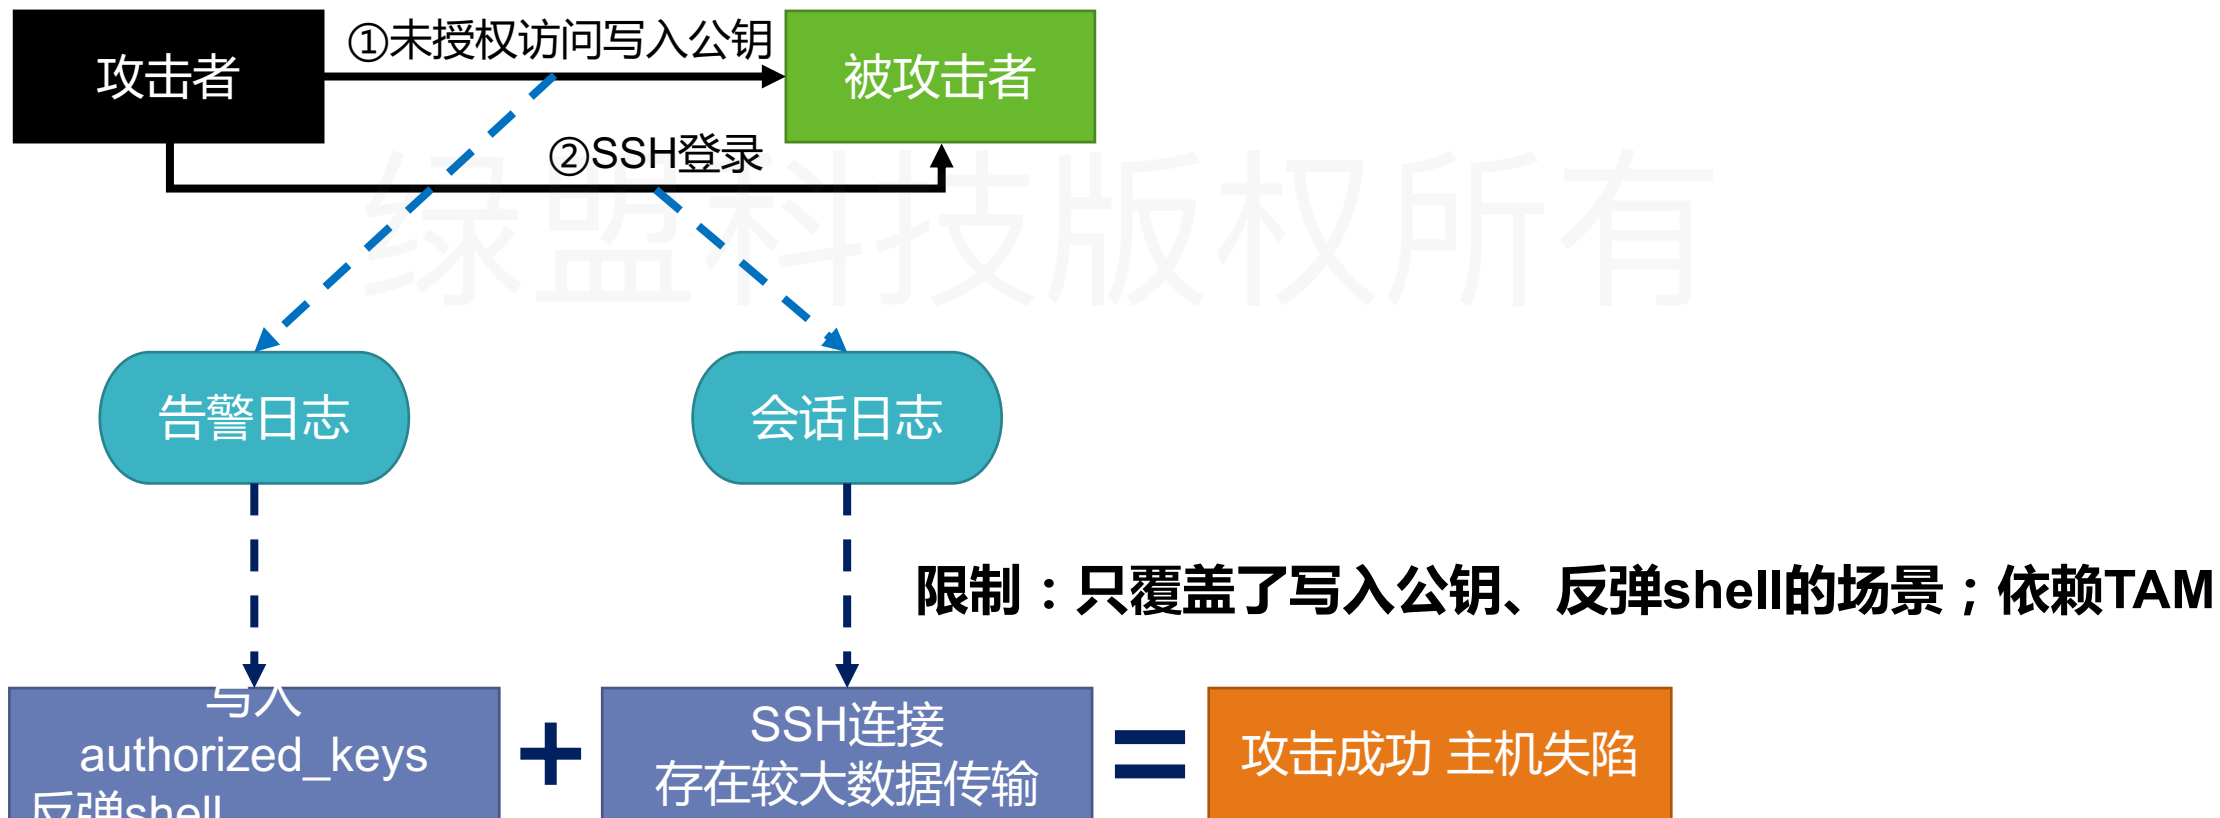 ①未授权访问写入公钥
攻击者
被攻击者
②SSH登录
绿盟科技版权所有
告警日志
会话日志
限制：只覆盖了写入公钥、反弹shell的场景；依赖TAM
写入
authorized_keys
反弹shell
SSH连接
存在较大数据传输
攻击成功 主机失陷